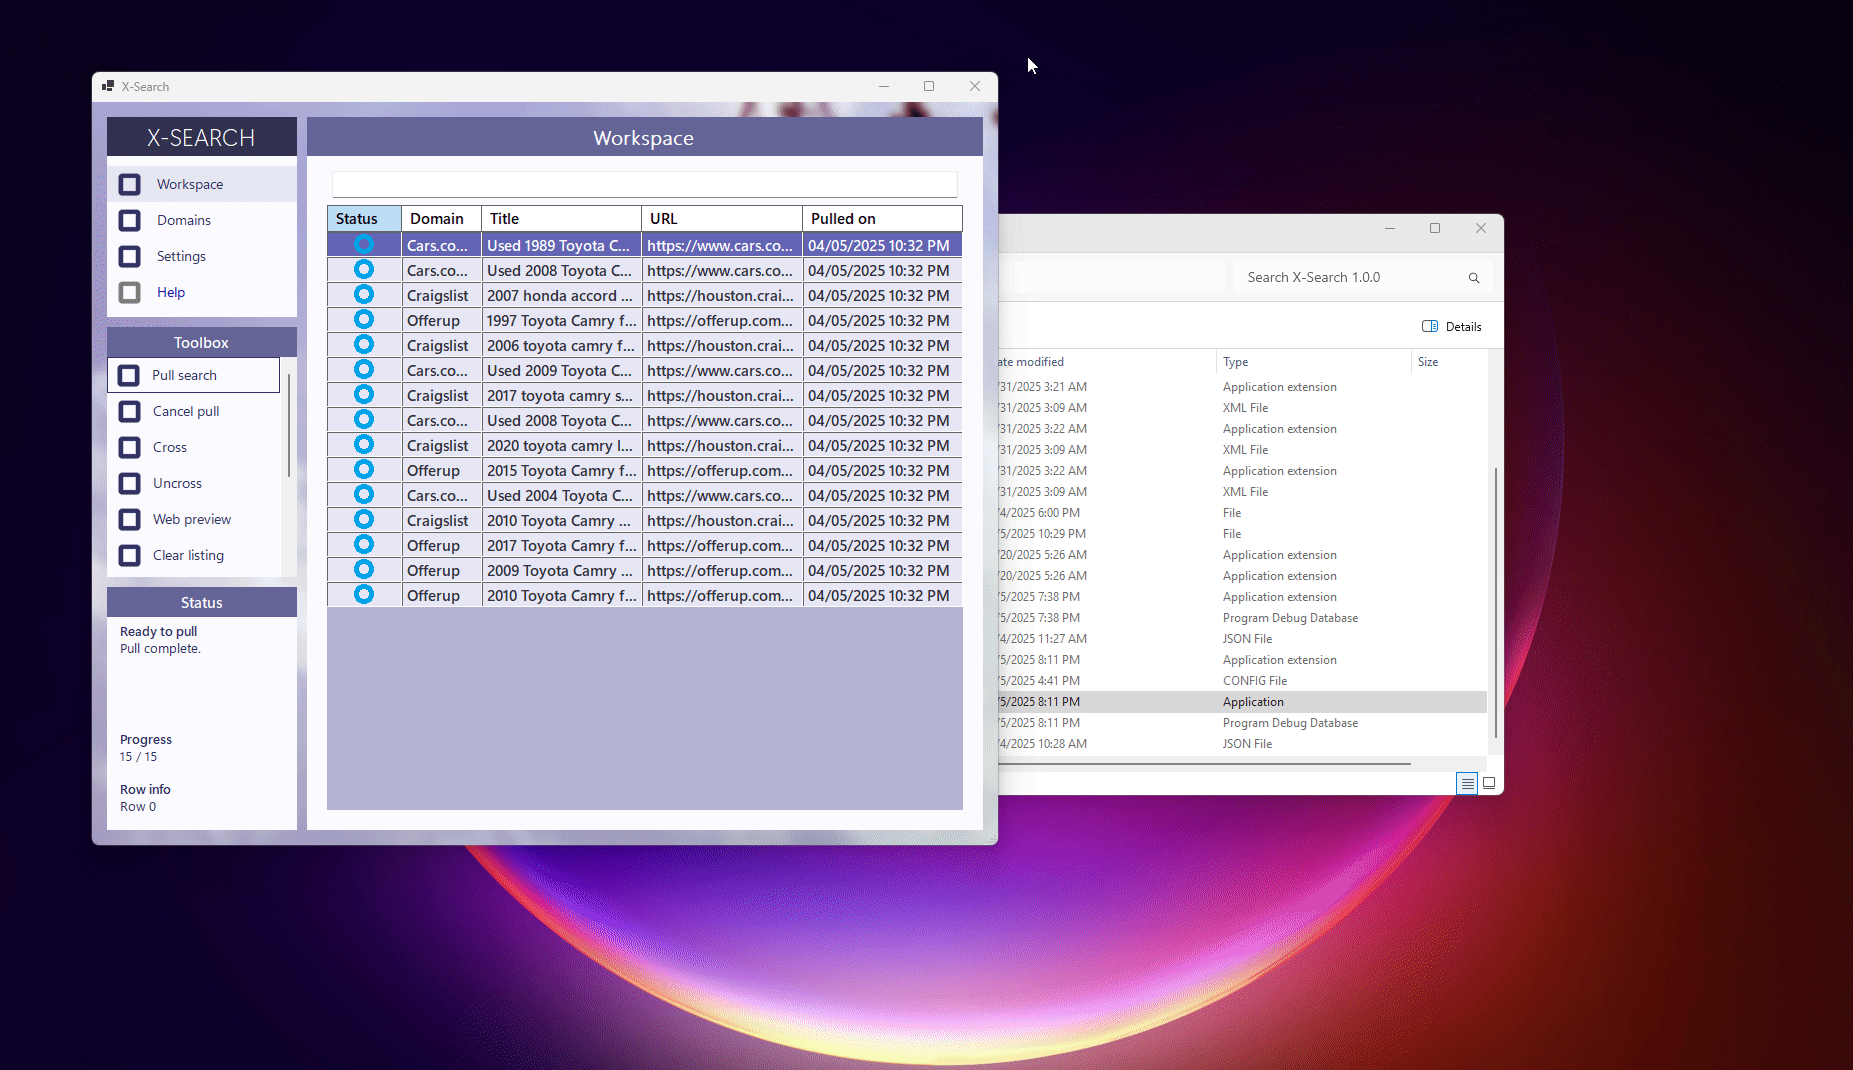 X-Search
X-SEARCH
Workspace
Domains
Settings
Help
Toolbox
Pull search
Cancel pull
Cross
Uncross
Web preview
Clear listing
Status
Ready to pull
Pull complete.
Progress
15 / 15
Row info
Row 0
Workspace
Status Domain Title URL Pulled on
Cars.co... Used 1989 Toyota C... https://www.cars.co... 04/05/2025 10:32 PM
Cars.co... Used 2008 Toyota C... https://www.cars.co... 04/05/2025 10:32 PM
Craigslist 2007 honda accord ... https://houston.crai... 04/05/2025 10:32 PM
Offerup 1997 Toyota Camry f... https://offerup.com... 04/05/2025 10:32 PM
Craigslist 2006 toyota camry f... https://houston.crai... 04/05/2025 10:32 PM
Cars.co... Used 2009 Toyota C... https://www.cars.co... 04/05/2025 10:32 PM
Craigslist 2017 toyota camry s... https://houston.crai... 04/05/2025 10:32 PM
Cars.co... Used 2008 Toyota C... https://www.cars.co... 04/05/2025 10:32 PM
Craigslist 2020 toyota camry l... https://houston.crai... 04/05/2025 10:32 PM
Offerup 2015 Toyota Camry f... https://offerup.com... 04/05/2025 10:32 PM
Cars.co... Used 2004 Toyota C... https://www.cars.co... 04/05/2025 10:32 PM
Craigslist 2010 Toyota Camry ... https://houston.crai... 04/05/2025 10:32 PM
Offerup 2017 Toyota Camry f... https://offerup.com... 04/05/2025 10:32 PM
Offerup 2009 Toyota Camry ... https://offerup.com... 04/05/2025 10:32 PM
Offerup 2010 Toyota Camry f... https://offerup.com... 04/05/2025 10:32 PM
Search X-Search 1.0.0
Details
ate modified Type Size
/31/2025 3:21 AM Application extension
/31/2025 3:09 AM XML File
/31/2025 3:22 AM Application extension
/31/2025 3:09 AM XML File
/31/2025 3:22 AM Application extension
/31/2025 3:09 AM XML File
/4/2025 6:00 PM File
/5/2025 10:29 PM File
/20/2025 5:26 AM Application extension
/20/2025 5:26 AM Application extension
/5/2025 7:38 PM Application extension
/5/2025 7:38 PM Program Debug Database
/4/2025 11:27 AM JSON File
/5/2025 8:11 PM Application extension
/5/2025 4:41 PM CONFIG File
/5/2025 8:11 PM Application
/5/2025 8:11 PM Program Debug Database
/4/2025 10:28 AM JSON File